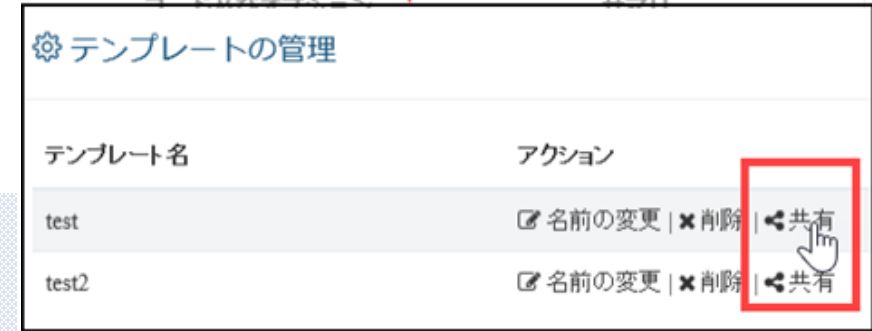 テンプレートの管理
テンプレート名 アクション
test 名前の変更 | 削除 | 共有
test2 名前の変更 | 削除 | 共有